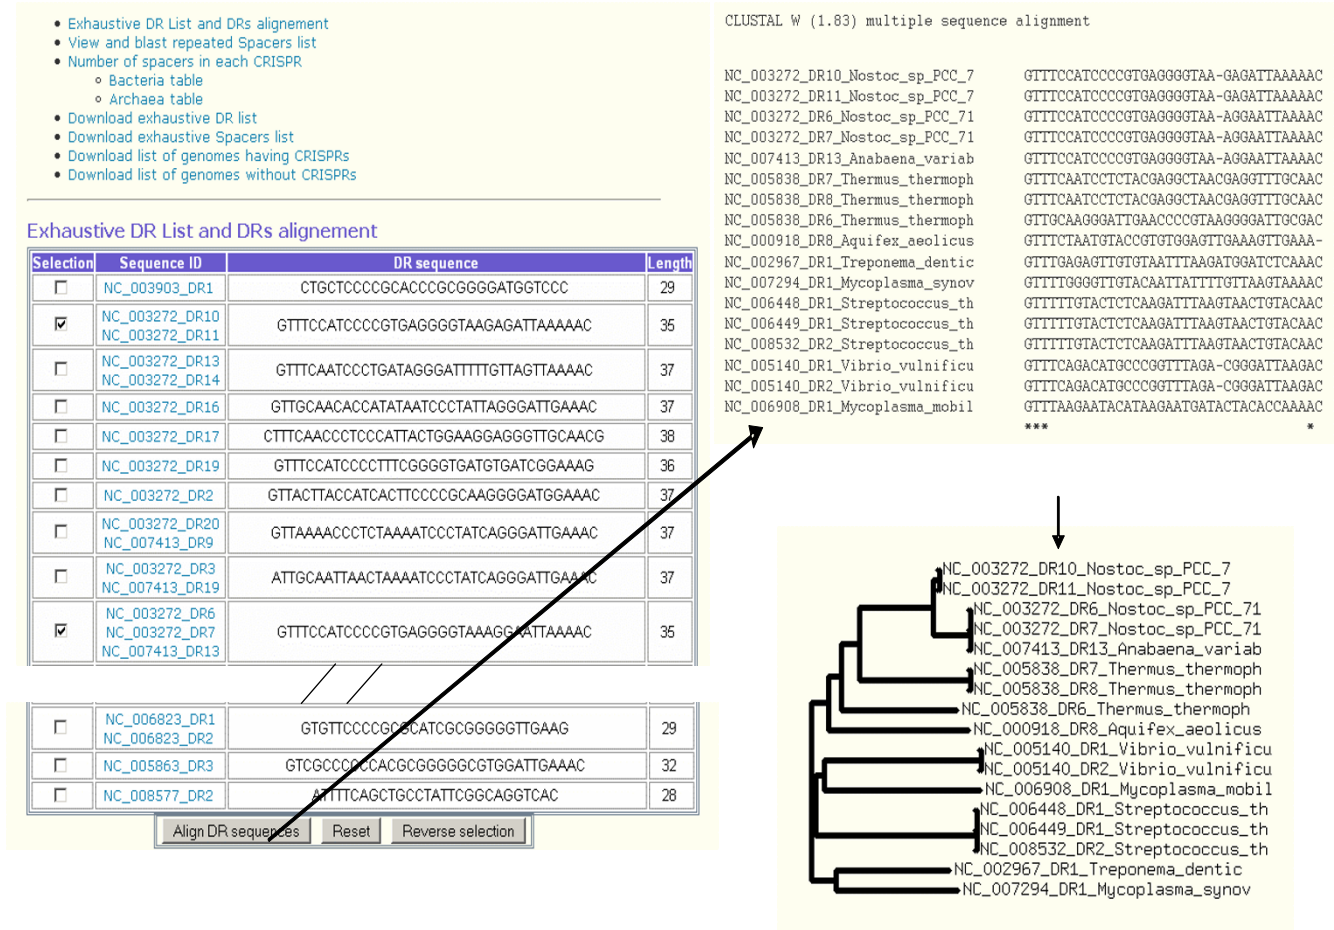 Exhaustive DR List and DRs alignement
View and blast repeated Spacers list
Number of spacers in each CRISPR
Bacteria table
Archaea table
Download exhaustive DR list
Download exhaustive Spacers list
Download list of genomes having CRISPRs
Download list of genomes without CRISPRs
Exhaustive DR List and DRs alignement
Selection Sequence ID DR sequence Length
NC_003903_DR1 CTGCTCCCCGCACCCGCGGGGATGGTCCC 29
NC_003272_DR10
NC_003272_DR11 GTTTCCATCCCCGTGAGGGGTAAGAGATTAAAAAC 35
NC_003272_DR13
NC_003272_DR14 GTTTCAATCCCTGATAGGGATTTTTGTTAGTTAAAAC 37
NC_003272_DR16 GTTGCAACACCATATAATCCCTATTAGGGATTGAAAC 37
NC_003272_DR17 CTTTCAACCCTCCCATTACTGGAAGGAGGGTTGCAACG 38
NC_003272_DR19 GTTTCCATCCCCTTTCGGGGTGATGTGATCGGAAAG 36
NC_003272_DR2 GTTACTTACCATCACTTCCCCGCAAGGGGATGGAAAC 37
NC_003272_DR20
NC_007413_DR9 GTTAAAACCCTCTAAAATCCCTATCAGGGATTGAAAC 37
NC_003272_DR3
NC_007413_DR19 ATTGCAATTAACTAAAATCCCTATCAGGGATTGAAAC 37
NC_003272_DR6
NC_003272_DR7 GTTTCCATCCCCGTGAGGGGTAAAGGAATTAAAAC 35
NC_007413_DR13
NC_006823_DR1
NC_006823_DR2 GTGTTCCCCGCGCATCGCGGGGGTTGAAG 29
NC_005863_DR3 GTCGCCCCCCACGCGGGGGCGTGGATTGAAAC 32
NC_008577_DR2 ATTTTCAGCTGCCTATTCGGCAGGTCAC 28
Align DR sequences Reset Reverse selection
CLUSTAL W (1.83) multiple sequence alignment
NC_003272_DR10_Nostoc_sp_PCC_7 GTTTCCATCCCCGTGAGGGGTAA-GAGATTAAAAAC
NC_003272_DR11_Nostoc_sp_PCC_7 GTTTCCATCCCCGTGAGGGGTAA-GAGATTAAAAAC
NC_003272_DR6_Nostoc_sp_PCC_71 GTTTCCATCCCCGTGAGGGGTAA-AGGAATTAAAAC
NC_003272_DR7_Nostoc_sp_PCC_71 GTTTCCATCCCCGTGAGGGGTAA-AGGAATTAAAAC
NC_007413_DR13_Anabaena_variab GTTTCCATCCCCGTGAGGGGTAA-AGGAATTAAAAC
NC_005838_DR7_Thermus_thermoph GTTTCAATCCTCTACGAGGCTAACGAGGTTTGCAAC
NC_005838_DR8_Thermus_thermoph GTTTCAATCCTCTACGAGGCTAACGAGGTTTGCAAC
NC_005838_DR6_Thermus_thermoph GTTGCAAGGGATTGAACCCCGTAAGGGGATTGCGAC
NC_000918_DR8_Aquifex_aeolicus GTTTCTAATGTACCGTGTGGAGTTGAAAGTTGAAA-
NC_002967_DR1_Treponema_dentic GTTTGAGAGTTGTGTAATTTAAGATGGATCTCAAAC
NC_007294_DR1_Mycoplasma_synov GTTTTGGGGTTGTACAATTATTTTGTTAAGTAAAAC
NC_006448_DR1_Streptococcus_th GTTTTTGTACTCTCAAGATTTAAGTAACTGTACAAC
NC_006449_DR1_Streptococcus_th GTTTTTGTACTCTCAAGATTTAAGTAACTGTACAAC
NC_008532_DR2_Streptococcus_th GTTTTTGTACTCTCAAGATTTAAGTAACTGTACAAC
NC_005140_DR1_Vibrio_vulnificu GTTTCAGACATGCCCGGTTTAGA-CGGGATTAAGAC
NC_005140_DR2_Vibrio_vulnificu GTTTCAGACATGCCCGGTTTAGA-CGGGATTAAGAC
NC_006908_DR1_Mycoplasma_mobil GTTTAAGAATACATAAGAATGATACTACACCAAAAC
*** *
NC_003272_DR10_Nostoc_sp_PCC_7
NC_003272_DR11_Nostoc_sp_PCC_7
NC_003272_DR6_Nostoc_sp_PCC_71
NC_003272_DR7_Nostoc_sp_PCC_71
NC_007413_DR13_Anabaena_variab
NC_005838_DR7_Thermus_thermoph
NC_005838_DR8_Thermus_thermoph
NC_005838_DR6_Thermus_thermoph
NC_000918_DR8_Aquifex_aeolicus
NC_005140_DR1_Vibrio_vulnificu
NC_005140_DR2_Vibrio_vulnificu
NC_006908_DR1_Mycoplasma_mobil
NC_006448_DR1_Streptococcus_th
NC_006449_DR1_Streptococcus_th
NC_008532_DR2_Streptococcus_th
NC_002967_DR1_Treponema_dentic
NC_007294_DR1_Mycoplasma_synov